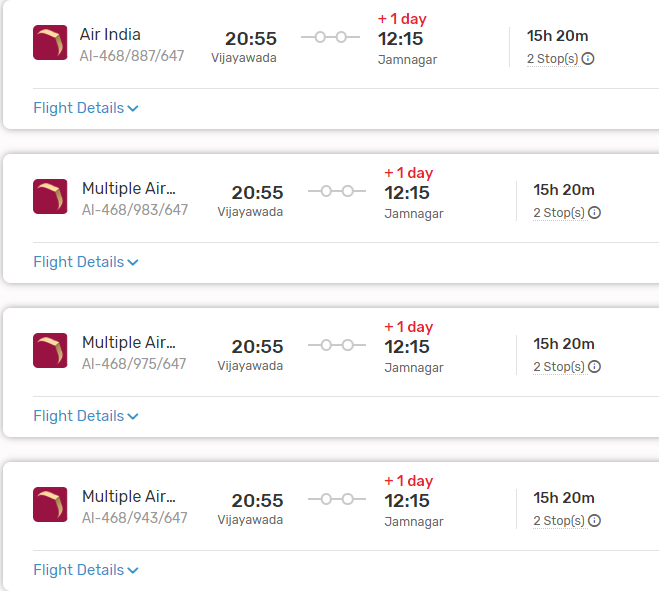 + 1 day
Air India 20:55 12:15 15h 20m
AI-468/887/647 Vijayawada Jamnagar 2 Stop(s)
Flight Details
+ 1 day
Multiple Air... 20:55 12:15 15h 20m
AI-468/983/647 Vijayawada Jamnagar 2 Stop(s)
Flight Details
+ 1 day
Multiple Air... 20:55 12:15 15h 20m
AI-468/975/647 Vijayawada Jamnagar 2 Stop(s)
Flight Details
+ 1 day
Multiple Air... 20:55 12:15 15h 20m
AI-468/943/647 Vijayawada Jamnagar 2 Stop(s)
Flight Details